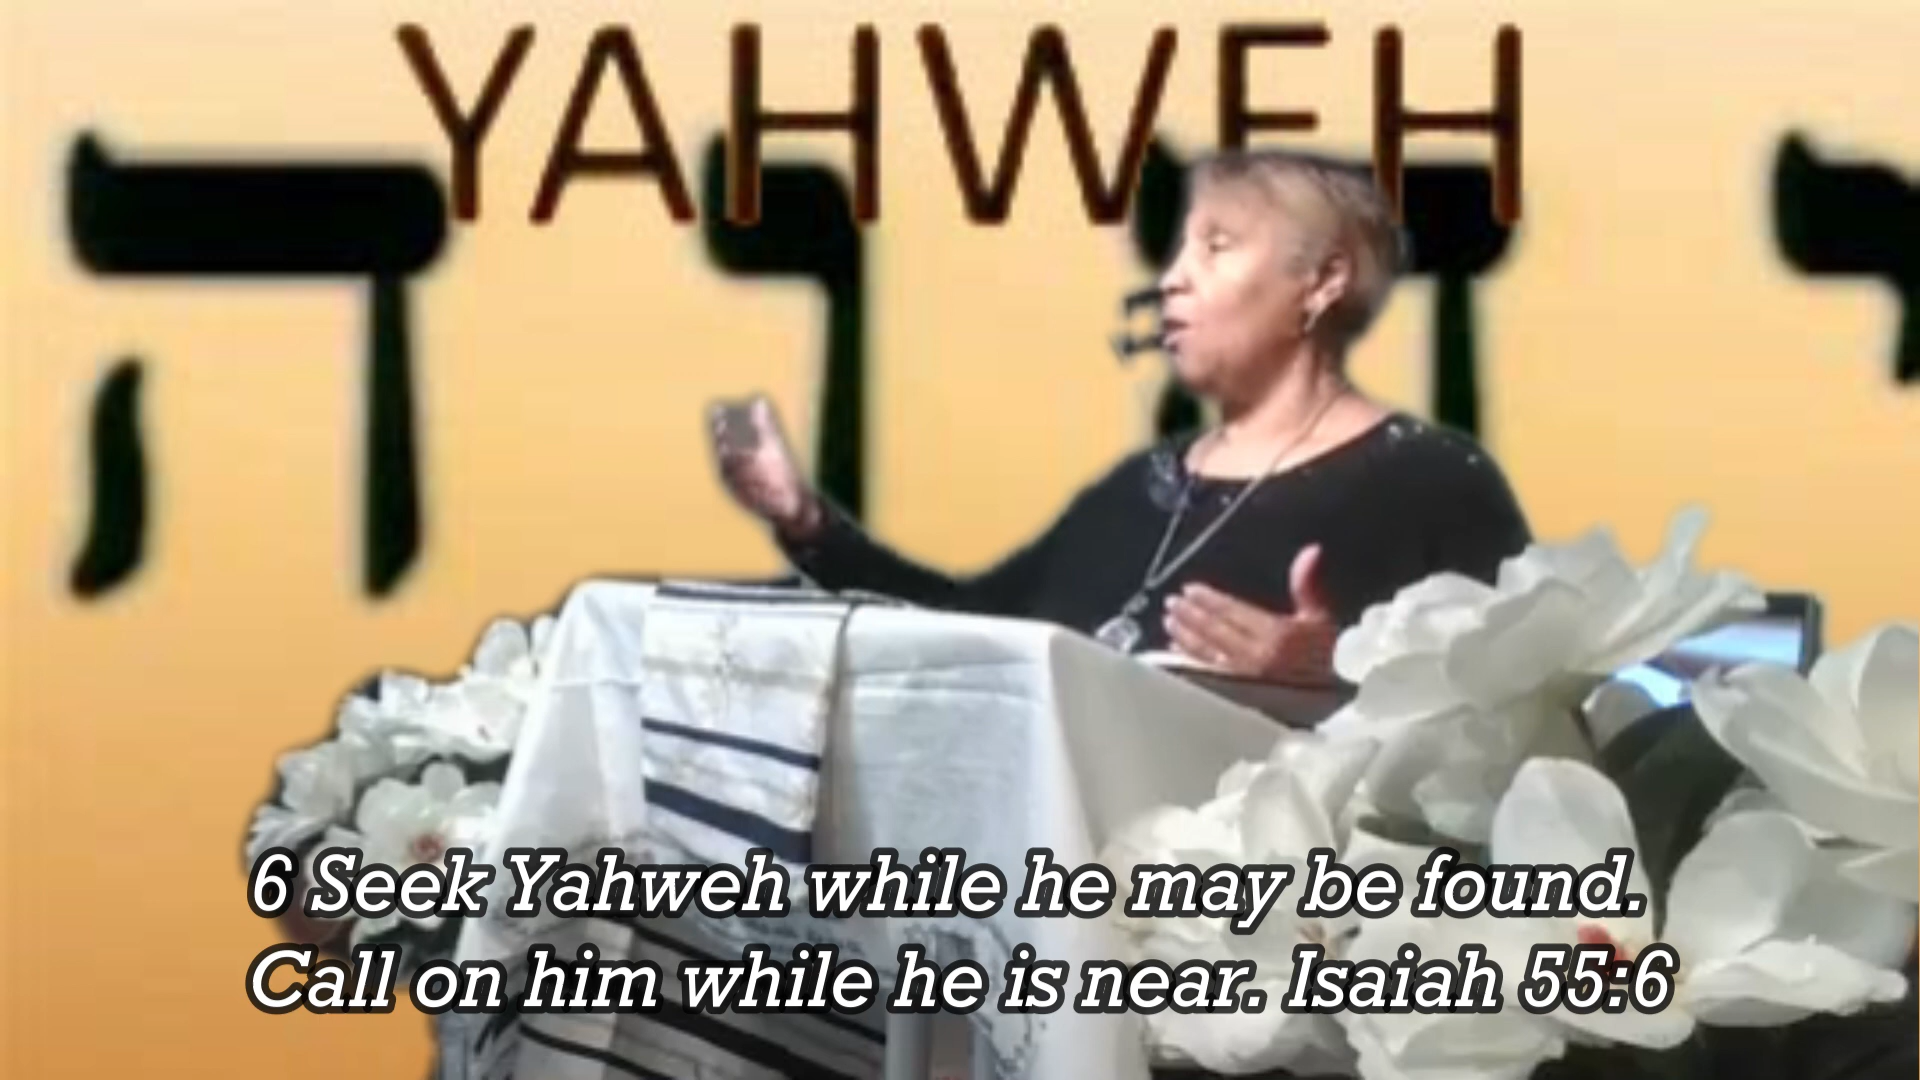 YAHWEH
יהוה
6 Seek Yahweh while he may be found.
Call on him while he is near. Isaiah 55:6